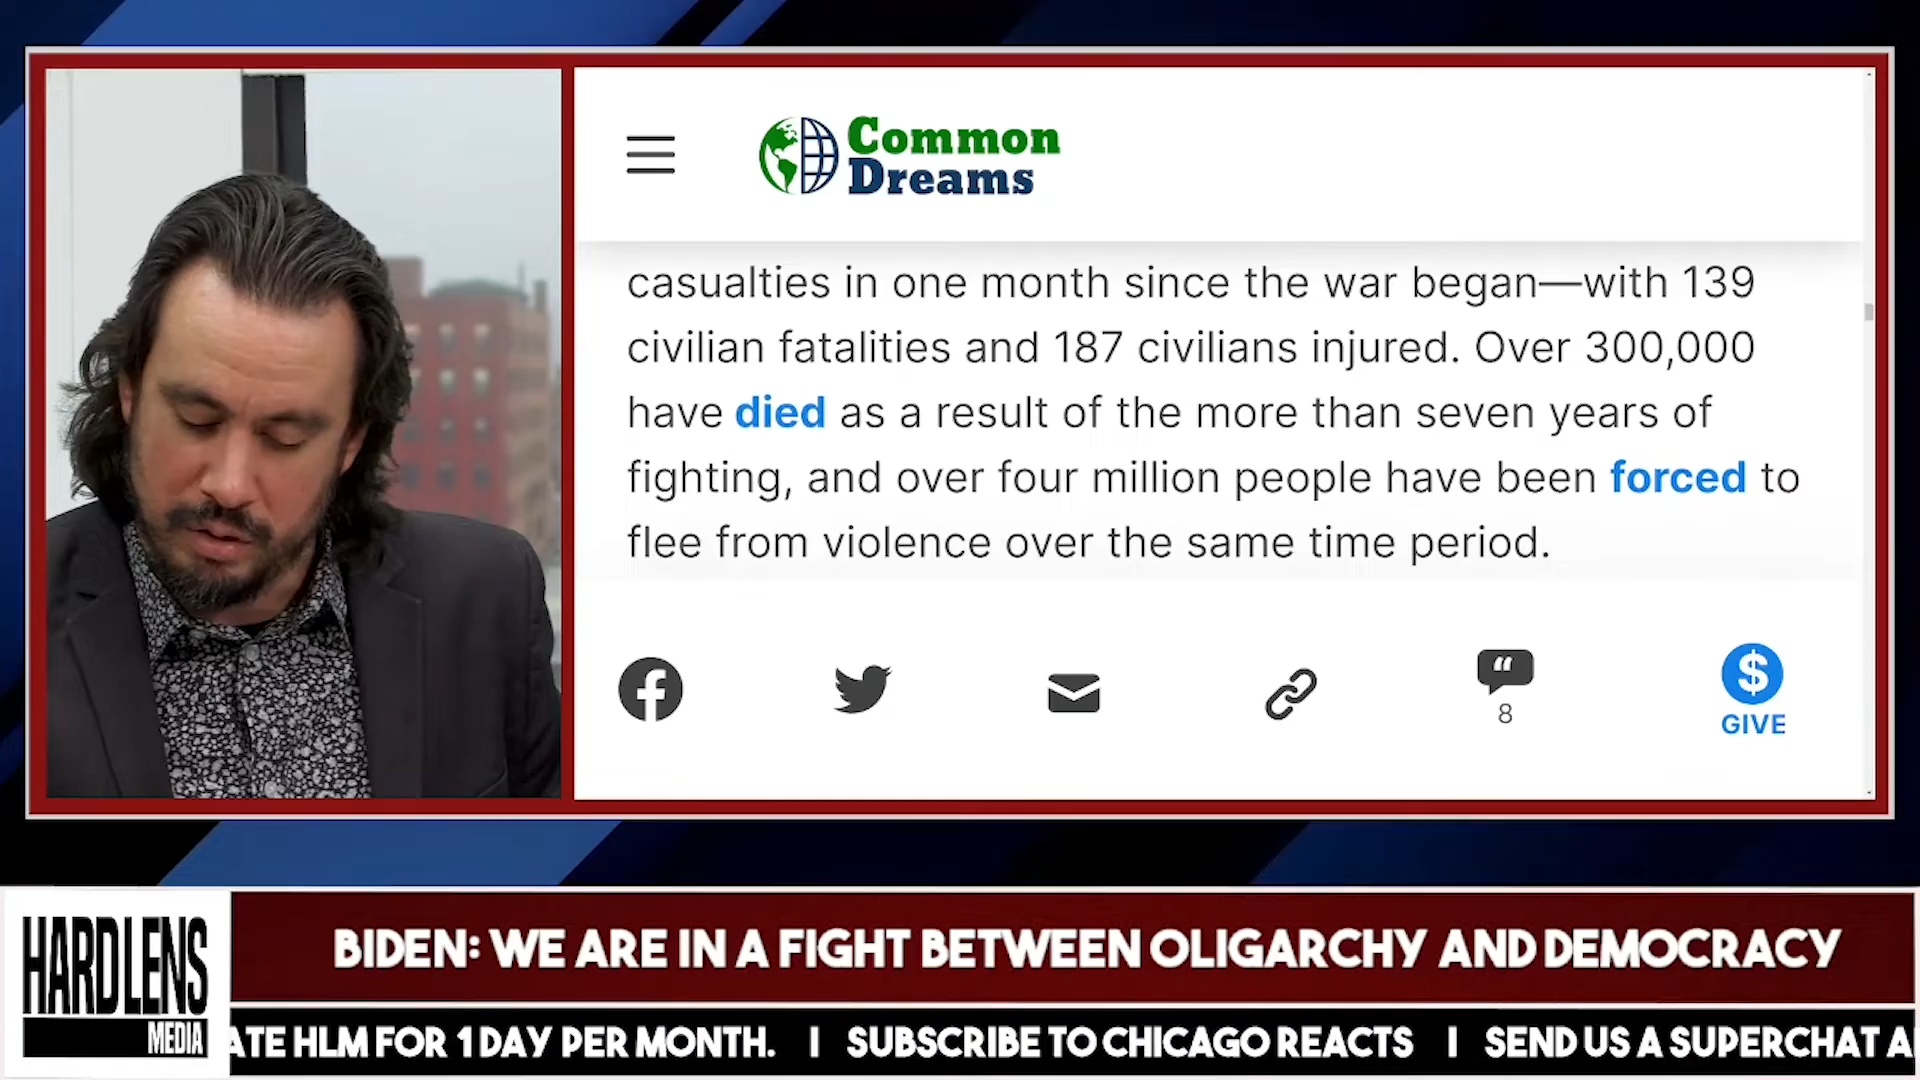 Common
Dreams
casualties in one month since the war began—with 139
civilian fatalities and 187 civilians injured. Over 300,000
have died as a result of the more than seven years of
fighting, and over four million people have been forced to
flee from violence over the same time period.
8
GIVE
HARD LENS
MEDIA
BIDEN: WE ARE IN A FIGHT BETWEEN OLIGARCHY AND DEMOCRACY
ATE HLM FOR 1 DAY PER MONTH. | SUBSCRIBE TO CHICAGO REACTS | SEND US A SUPERCHAT A